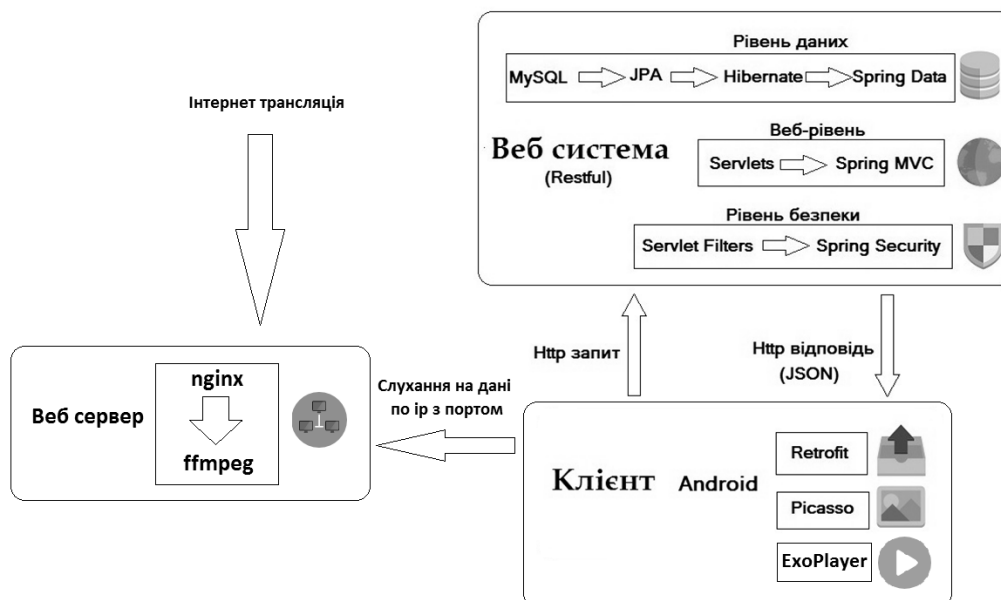 Рівень даних
MySQL JPA Hibernate Spring Data
Інтернет трансляція
Веб-рівень
Веб система
(Restful)
Servlets Spring MVC
Рівень безпеки
Servlet Filters Spring Security
Http запит
Http відповідь
(JSON)
Веб сервер
nginx
ffmpeg
Слухання на дані
по ip з портом
Клієнт Android
Retrofit
Picasso
ExoPlayer